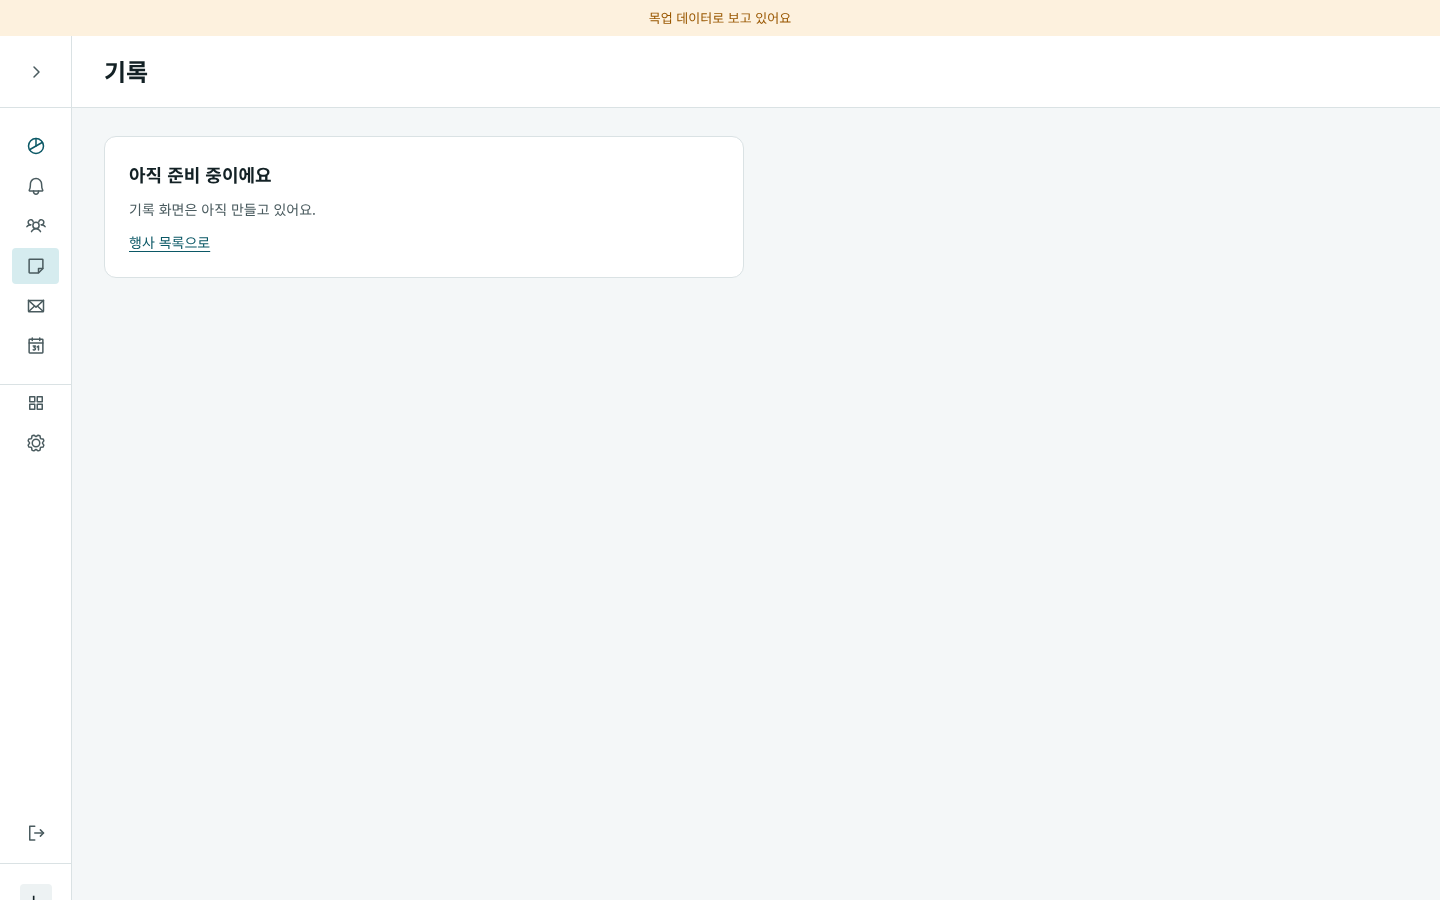 목업 데이터로 보고 있어요
기록
아직 준비 중이에요
기록 화면은 아직 만들고 있어요.
행사 목록으로
31